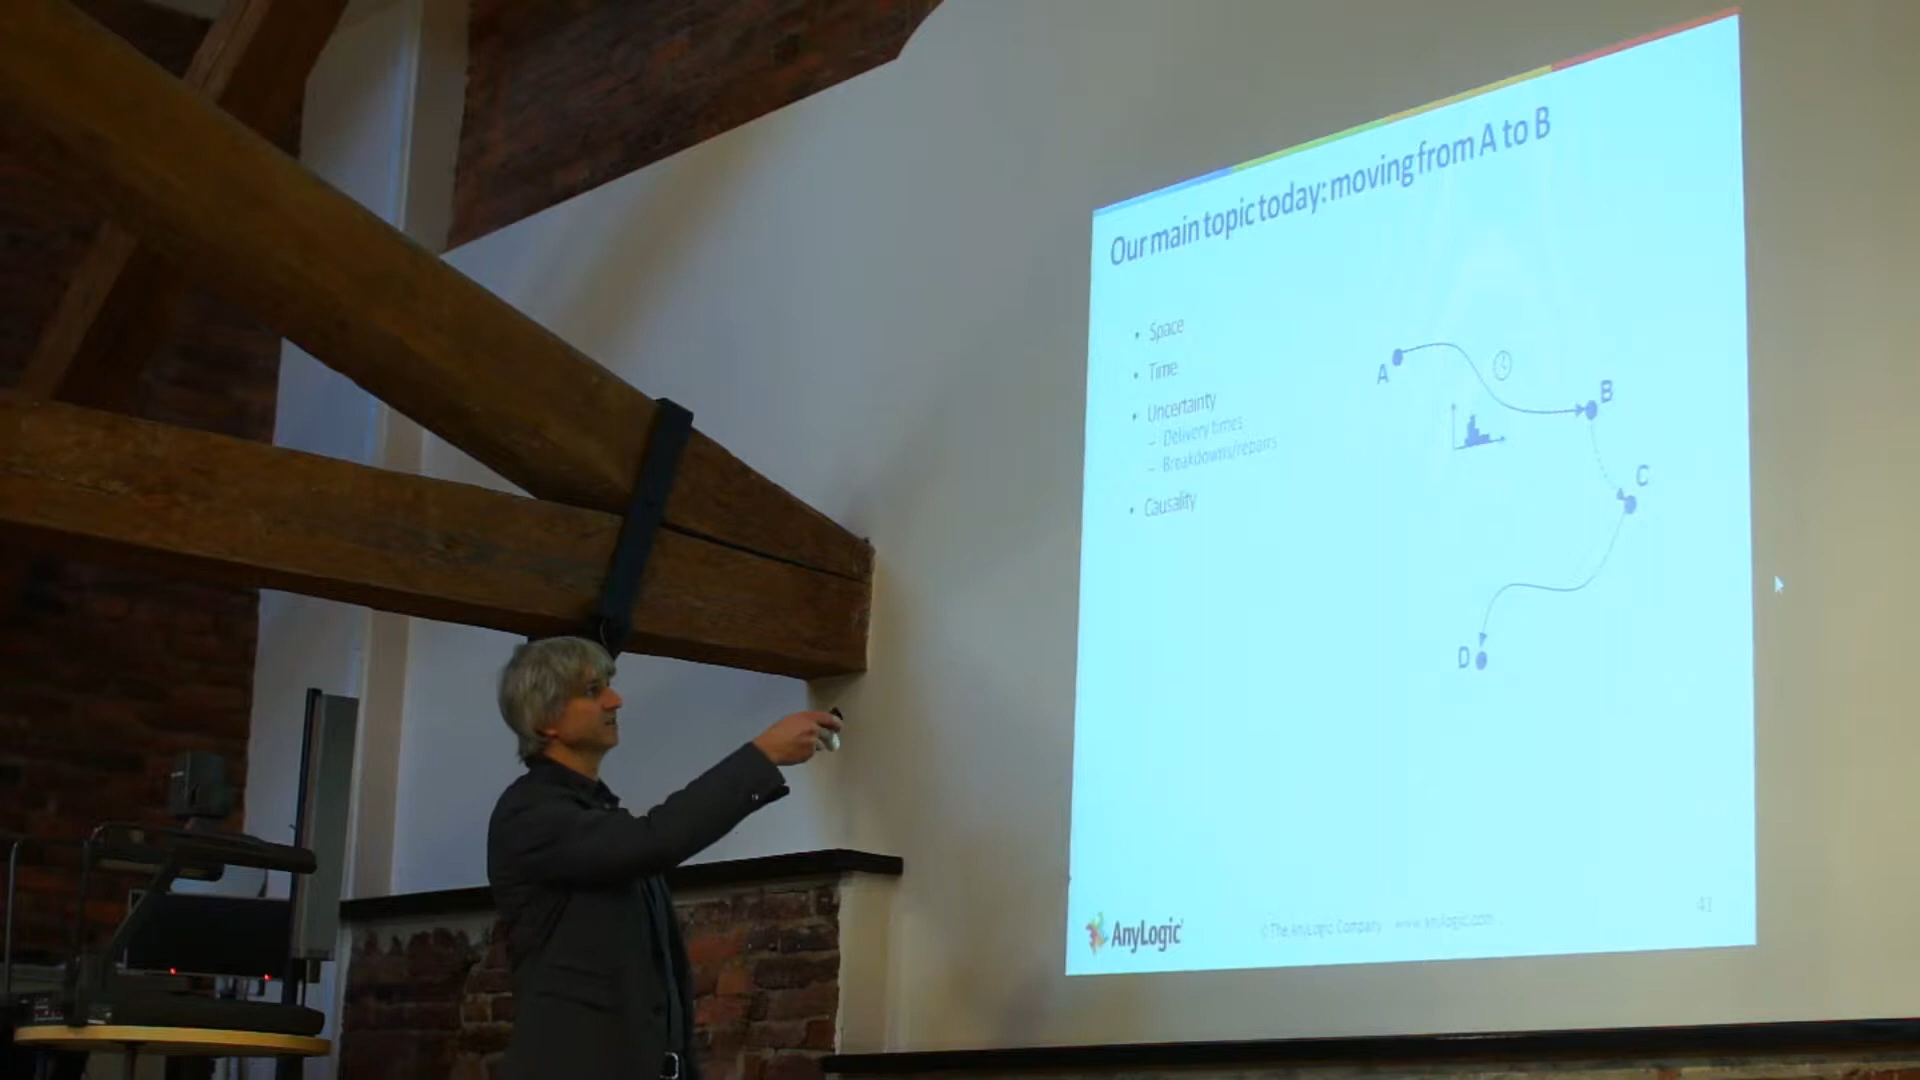 Our main topic today: moving from A to B
• Space
• Time
• Uncertainty
– Delivery times
– Breakdowns/repairs
• Causality
A
B
C
D
AnyLogic
© The AnyLogic Company www.anylogic.com
41